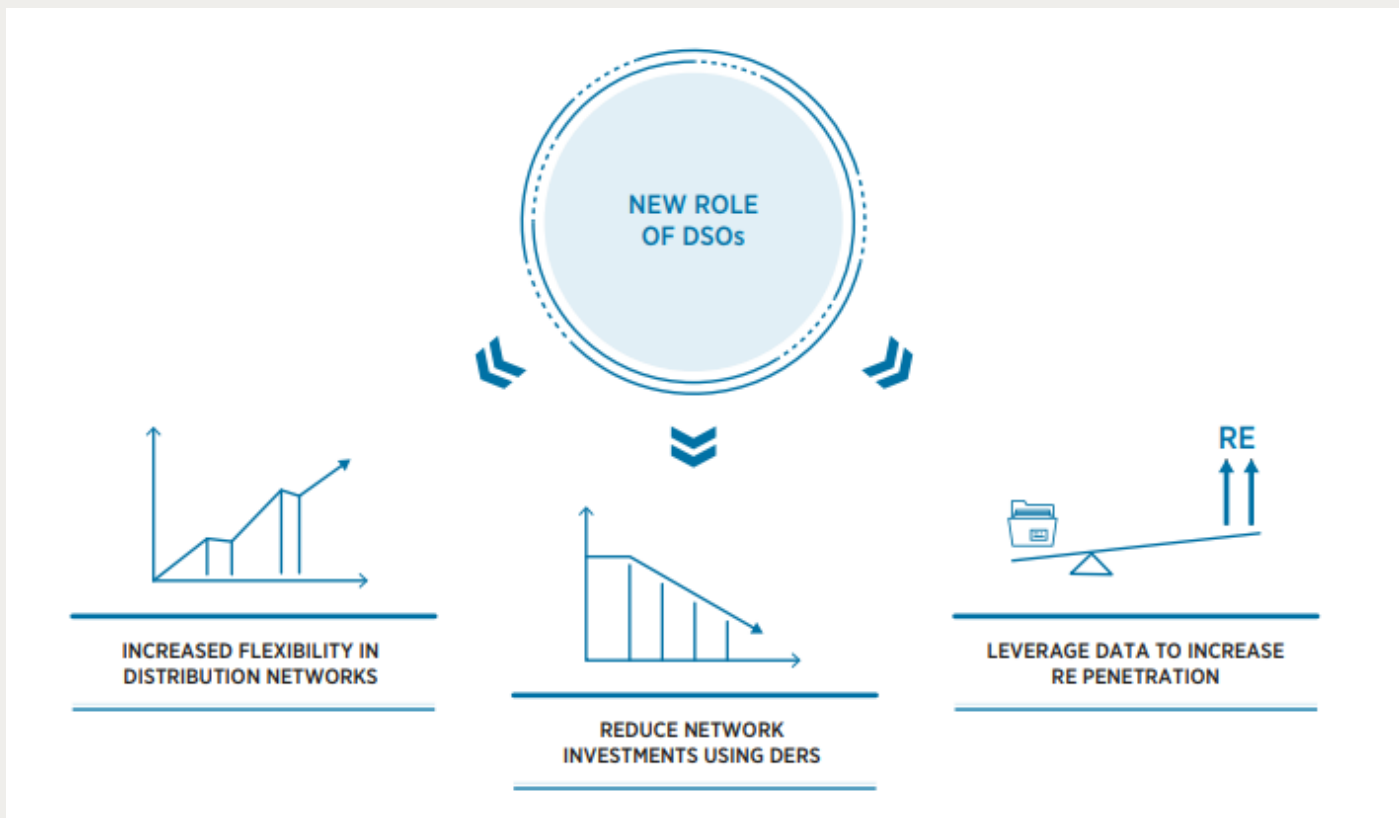 NEW ROLE
OF DSOs
RE
INCREASED FLEXIBILITY IN
DISTRIBUTION NETWORKS
REDUCE NETWORK
INVESTMENTS USING DERS
LEVERAGE DATA TO INCREASE
RE PENETRATION